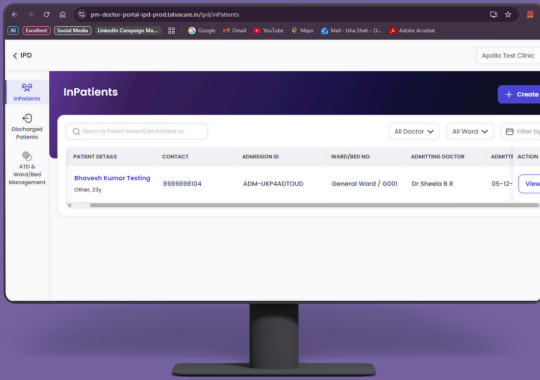 pm-doctor-portal-ipd-prod.tatvacare.in/ipd/inPatients
AI Excellent Social Media LinkedIn Campaign Ma... Google Gmail YouTube Maps Mail - Isha Shah - O... Adobe Acrobat
< IPD
Apollo Test Clinic
InPatients
InPatients
+ Create
Discharged
Patients
Search by Patient Name/ID/Mobile/Bed no.
All Doctor
All Ward
Filter by
ATD &
Ward/Bed
Management
PATIENT DETAILS CONTACT ADMISSION ID WARD/BED NO ADMITTING DOCTOR ADMITTE ACTION
Bhavesh Kumar Testing
Other, 23y
8989898104 ADM-UKP4ADTOUD General Ward / G001 Dr Sheela B R 05-12- View